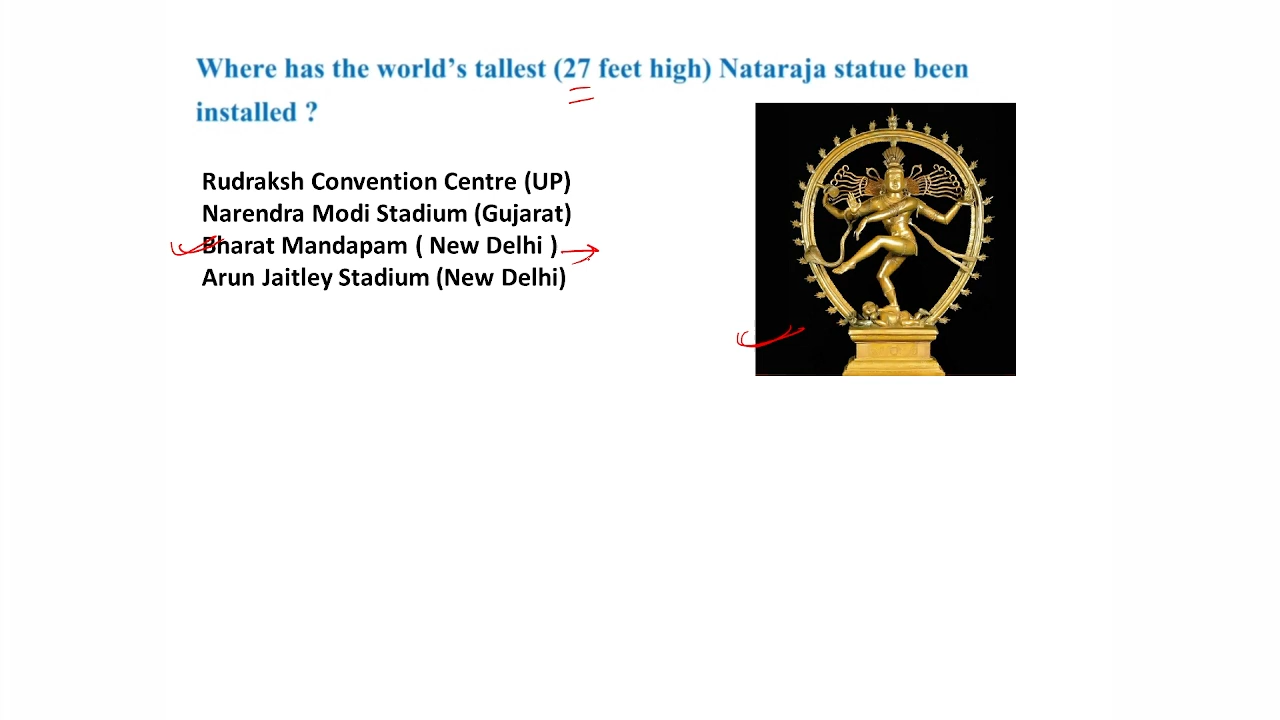 Where has the world’s tallest (27 feet high) Nataraja statue been
installed ?
Rudraksh Convention Centre (UP)
Narendra Modi Stadium (Gujarat)
Bharat Mandapam ( New Delhi )
Arun Jaitley Stadium (New Delhi)